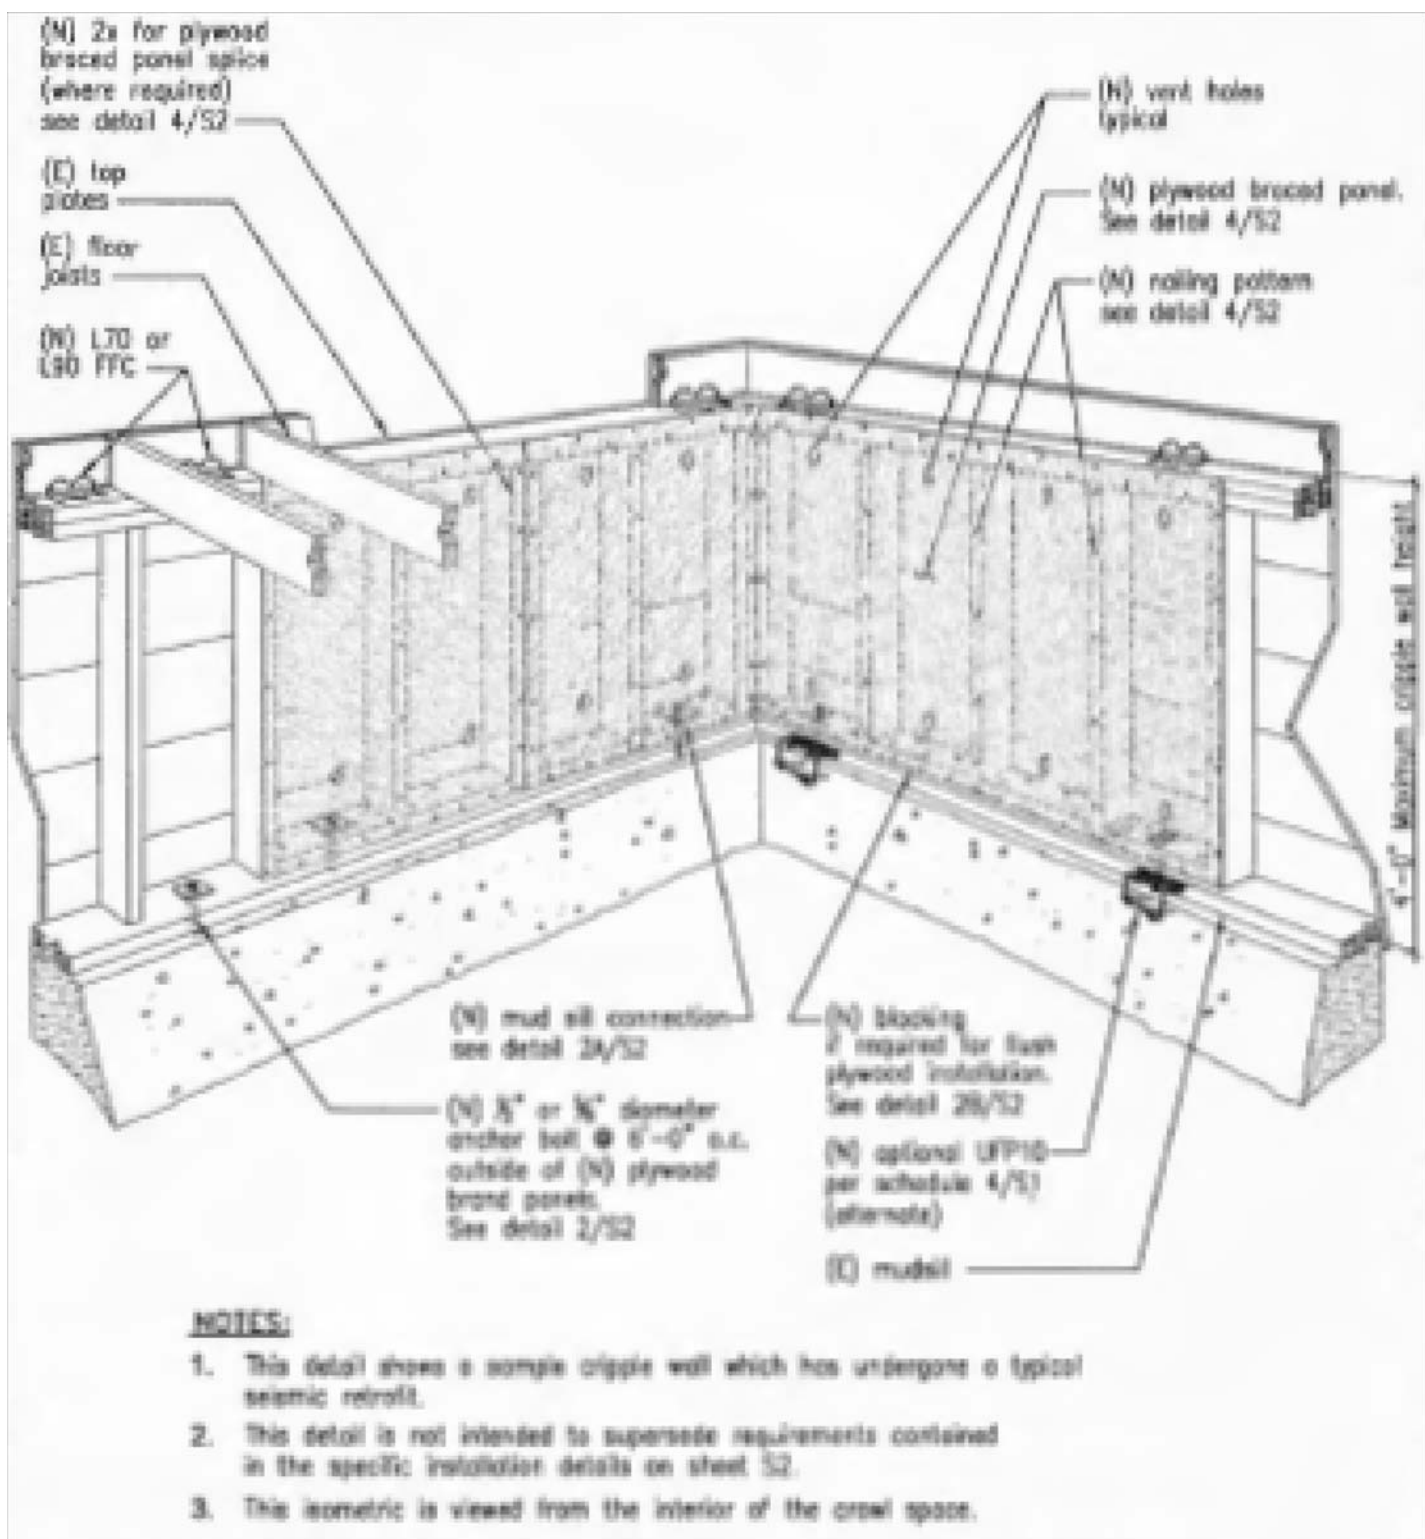 (N) 2x for plywood
braced panel splice
(where required)
see detail 4/S2
(E) top
plates
(E) floor
joists
(N) L70 or
L90 FFC
(N) vent holes
typical
(N) plywood braced panel.
See detail 4/S2
(N) nailing pattern
see detail 4/S2
4'-0" Maximum cripple wall height
(N) mud sill connection
see detail 2A/S2
(N) blocking
if required for flush
plywood installation.
See detail 2B/S2
(N) ½" or ⅝" diameter
anchor bolt @ 6'-0" o.c.
outside of (N) plywood
brand panels.
See detail 2/S2
(N) optional UFP10
per schedule 4/S1
(alternate)
(E) mudsil
NOTES:
1. This detail shows a sample cripple wall which has undergone a typical
seismic retrofit.
2. This detail is not intended to supersede requirements contained
in the specific installation details on sheet S2.
3. This isometric is viewed from the interior of the crawl space.